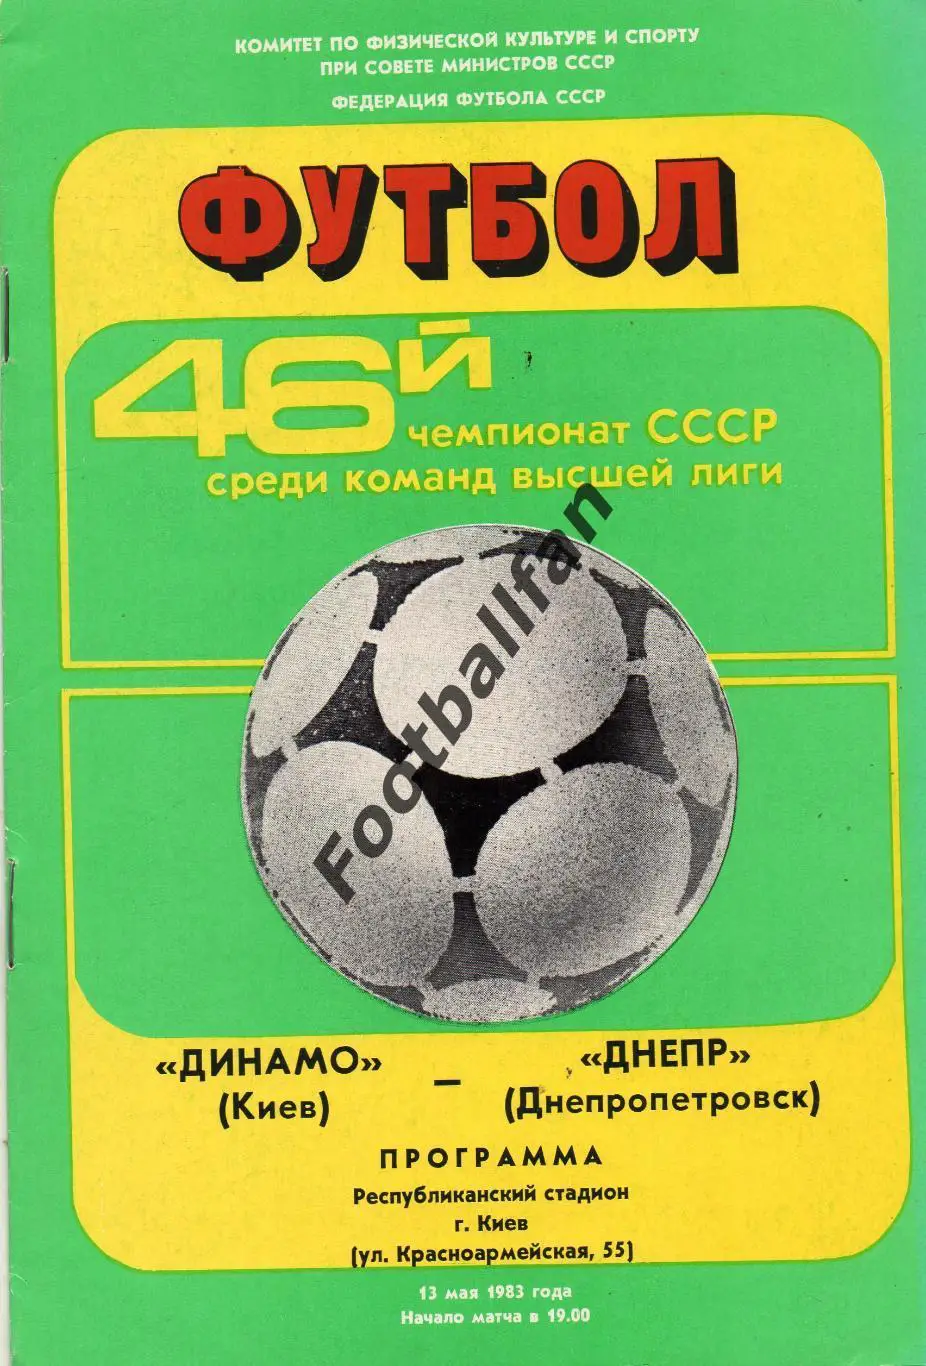 КОМИТЕТ ПО ФИЗИЧЕСКОЙ КУЛЬТУРЕ И СПОРТУ
ПРИ СОВЕТЕ МИНИСТРОВ СССР
ФЕДЕРАЦИЯ ФУТБОЛА СССР
ФУТБОЛ
46й
чемпионат СССР
среди команд высшей лиги
Footballfan
«ДИНАМО» – «ДНЕПР»
(Киев) (Днепропетровск)
ПРОГРАММА
Республиканский стадион
г. Киев
(ул. Красноармейская, 55)
13 мая 1983 года
Начало матча в 19.00